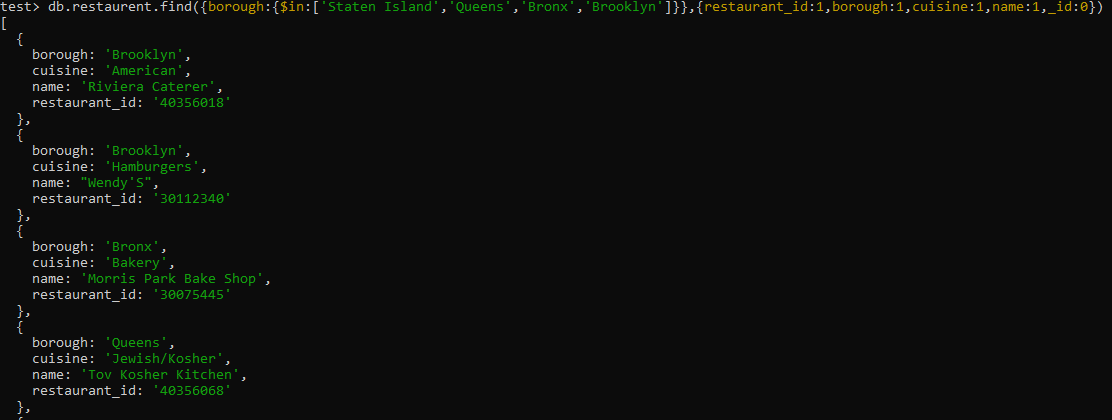 test> db.restaurent.find({borough:{$in:['Staten Island','Queens','Bronx','Brooklyn']}},{restaurant_id:1,borough:1,cuisine:1,name:1,_id:0})
[
  {
    borough: 'Brooklyn',
    cuisine: 'American',
    name: 'Riviera Caterer',
    restaurant_id: '40356018'
  },
  {
    borough: 'Brooklyn',
    cuisine: 'Hamburgers',
    name: "Wendy'S",
    restaurant_id: '30112340'
  },
  {
    borough: 'Bronx',
    cuisine: 'Bakery',
    name: 'Morris Park Bake Shop',
    restaurant_id: '30075445'
  },
  {
    borough: 'Queens',
    cuisine: 'Jewish/Kosher',
    name: 'Tov Kosher Kitchen',
    restaurant_id: '40356068'
  },